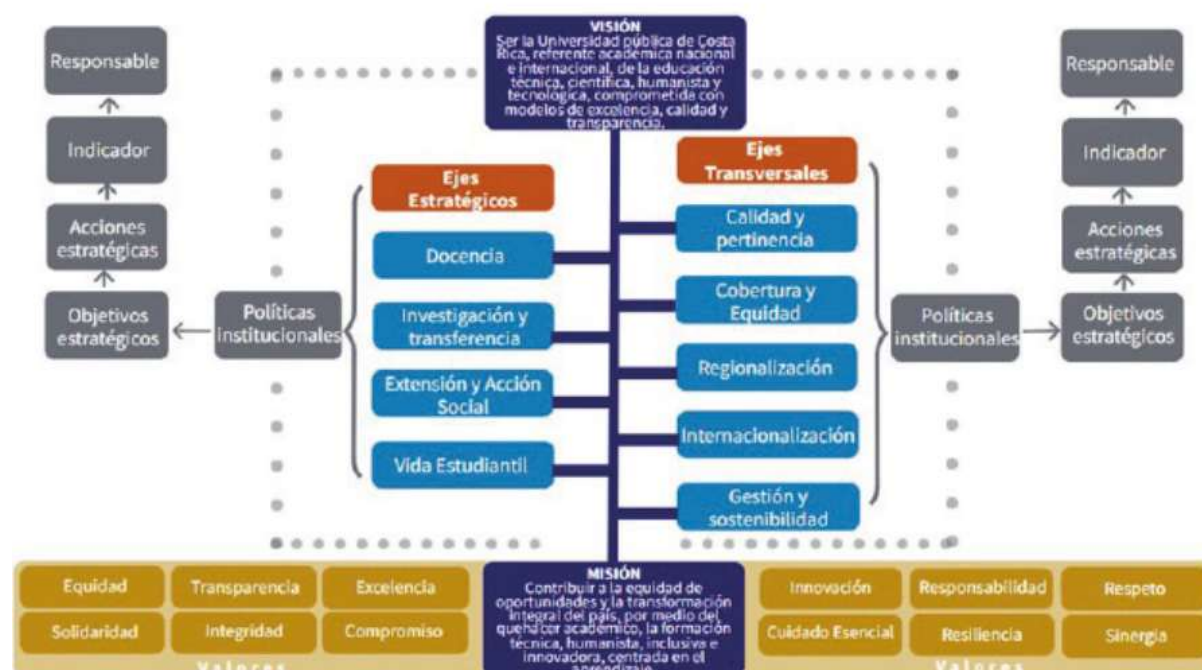 VISIÓN
Ser la Universidad pública de Costa
Rica, referente académica nacional
e internacional, de la educación
técnica, científica, humanista y
tecnológica, comprometida con
modelos de excelencia, calidad y
transparencia.
Responsable
Indicador
Acciones
estratégicas
Objetivos
estratégicos
Políticas
institucionales
Ejes
Estratégicos
Docencia
Investigación y
transferencia
Extensión y Acción
Social
Vida Estudiantil
Ejes
Transversales
Calidad y
pertinencia
Cobertura y
Equidad
Regionalización
Internacionalización
Gestión y
sostenibilidad
Políticas
institucionales
Responsable
Indicador
Acciones
estratégicas
Objetivos
estratégicos
Equidad
Transparencia
Excelencia
Solidaridad
Integridad
Compromiso
Valores
MISIÓN
Contribuir a la equidad de
oportunidades y la transformación
integral del país, por medio del
quehacer académico, la formación
técnica, humanista, inclusiva e
innovadora, centrada en el
aprendizaje
Innovación
Responsabilidad
Respeto
Cuidado Esencial
Resiliencia
Sinergia
Valores